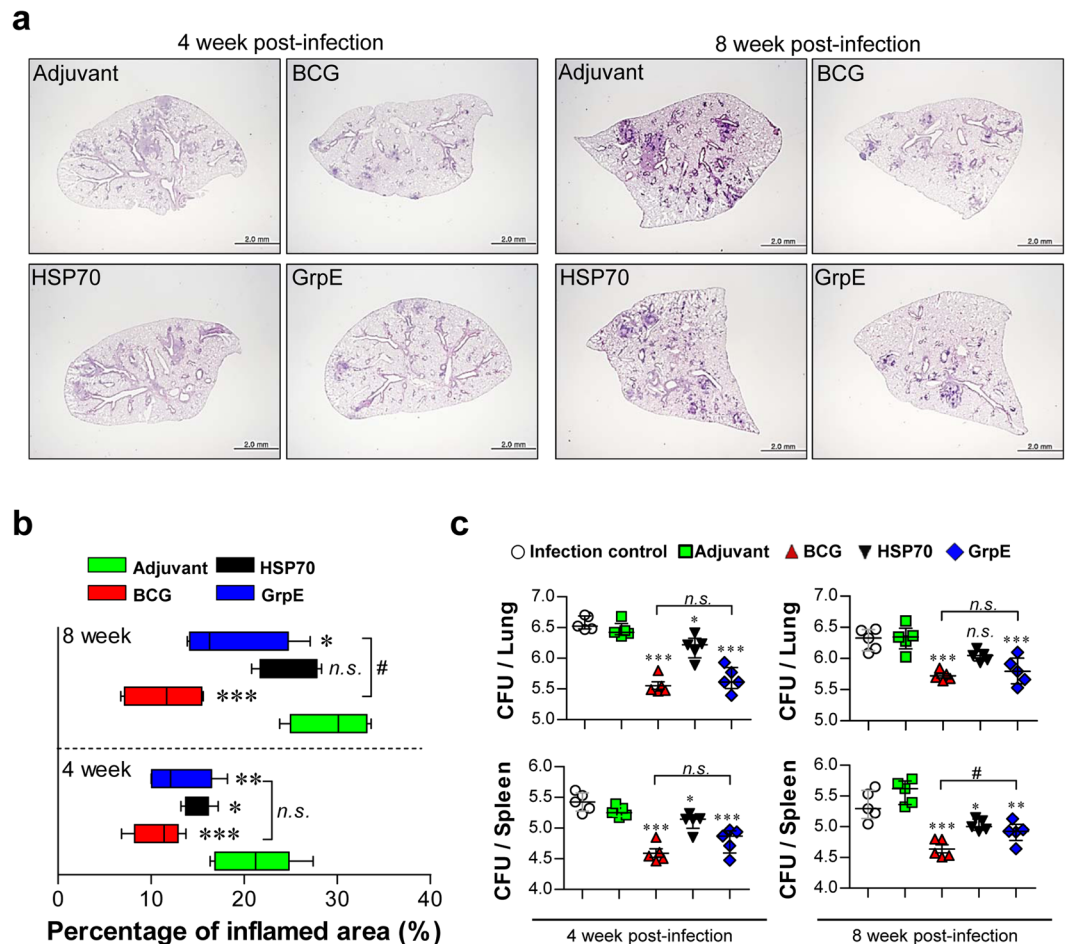 a
4 week post-infection
8 week post-infection
Adjuvant
BCG
Adjuvant
BCG
2.0 mm
2.0 mm
2.0 mm
2.0 mm
HSP70
GrpE
HSP70
GrpE
2.0 mm
2.0 mm
2.0 mm
2.0 mm
b
Adjuvant HSP70
BCG GrpE
8 week
*
n.s. #
***
4 week
**
* n.s.
***
0 10 20 30 40
Percentage of inflamed area (%)
c
Infection control Adjuvant BCG HSP70 GrpE
CFU / Lung
7.0
6.5
6.0
5.5
5.0
n.s.
*** * ***
7.0
6.5
6.0
5.5
5.0
CFU / Lung
n.s.
*** n.s. ***
CFU / Spleen
6.0
5.5
5.0
4.5
4.0
n.s.
*** * ***
CFU / Spleen
6.0
5.5
5.0
4.5
4.0
#
*** * **
4 week post-infection
8 week post-infection